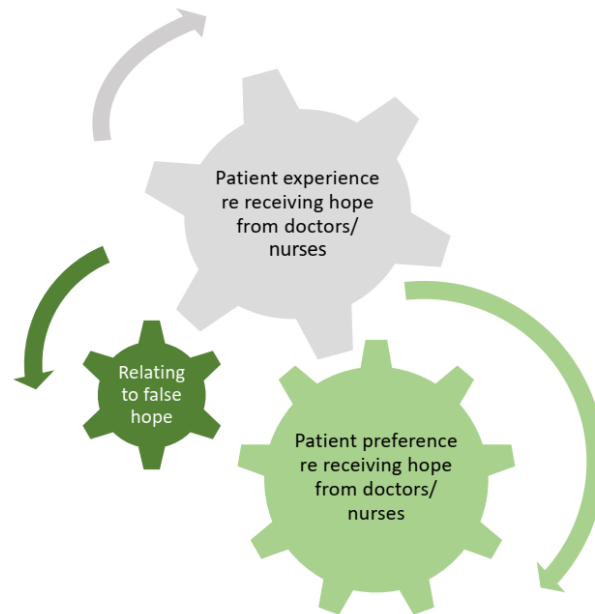 Patient experience
re receiving hope
from doctors/
nurses
Relating
to false
hope
Patient preference
re receiving hope
from doctors/
nurses